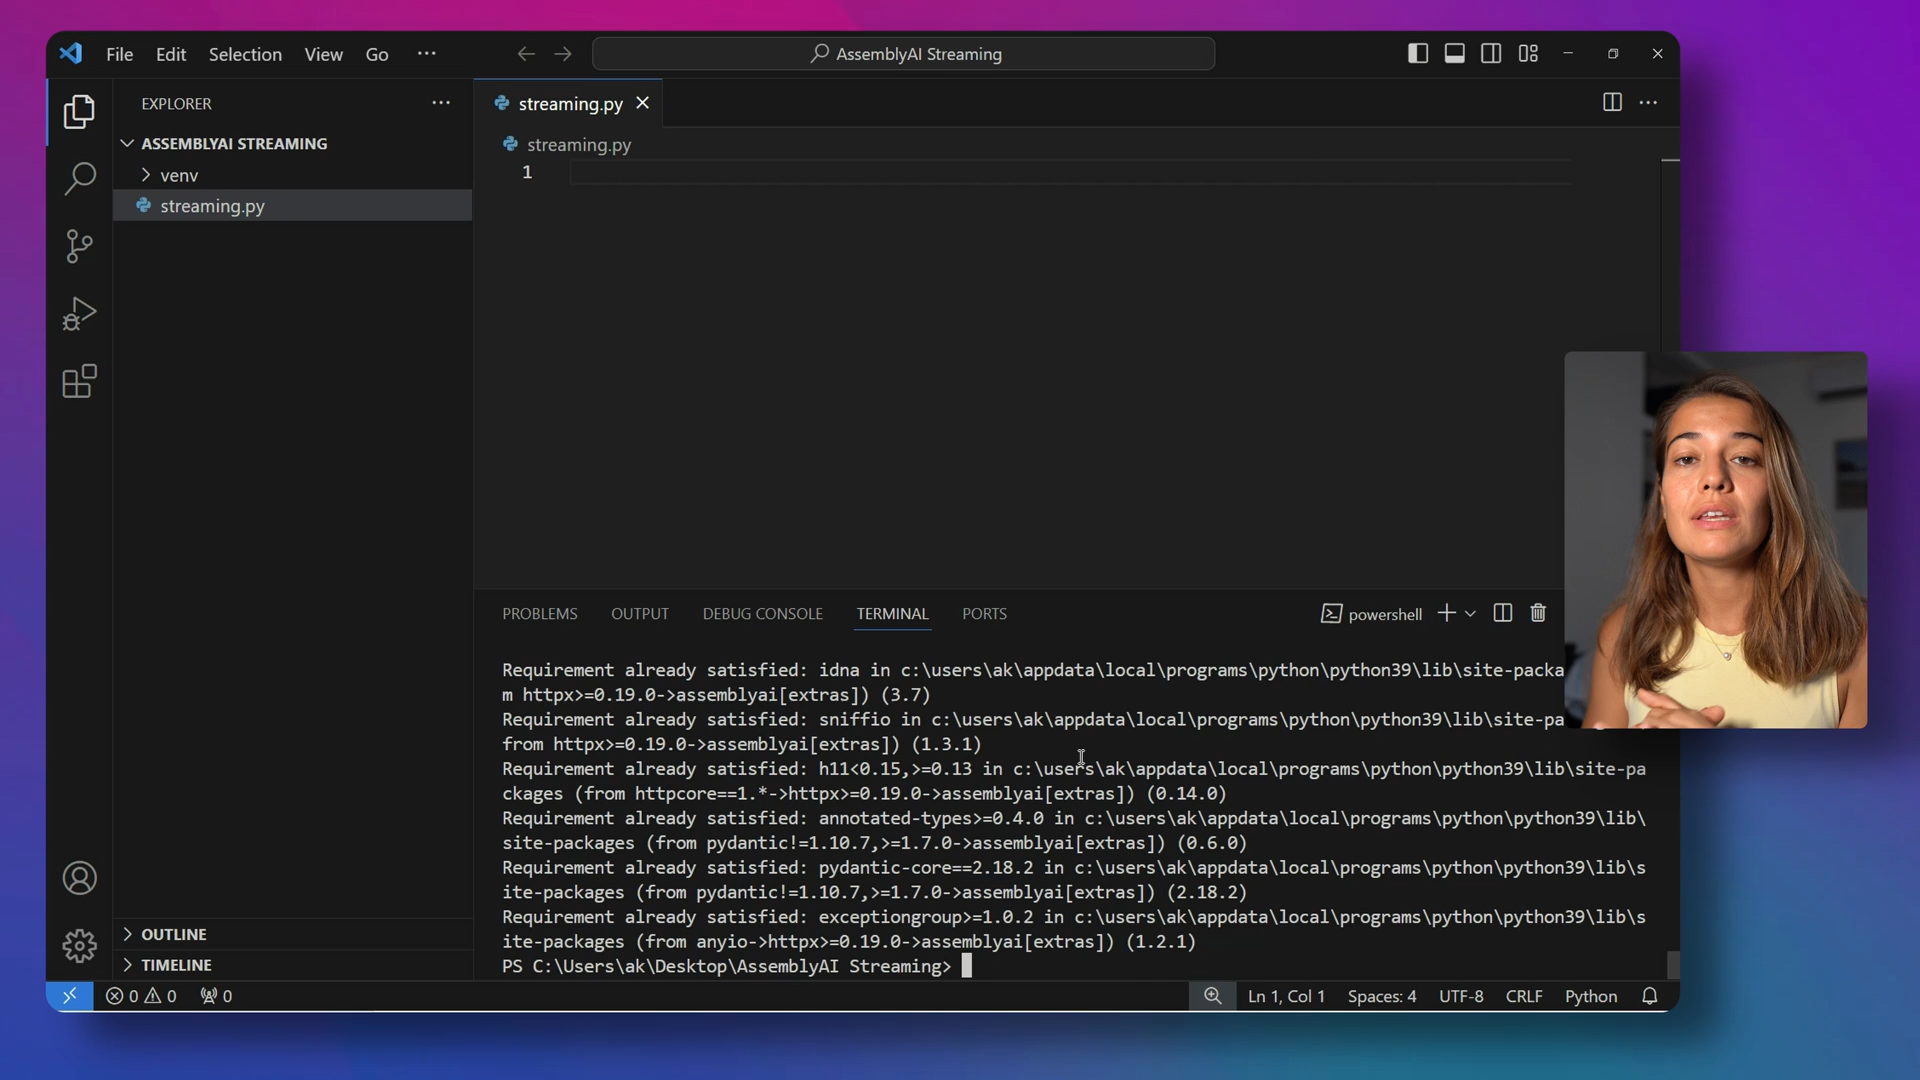 File Edit Selection View Go ···
AssemblyAI Streaming
EXPLORER ···
ASSEMBLYAI STREAMING
venv
streaming.py
OUTLINE
TIMELINE
streaming.py
streaming.py
1
PROBLEMS OUTPUT DEBUG CONSOLE TERMINAL PORTS
powershell
Requirement already satisfied: idna in c:\users\ak\appdata\local\programs\python\python39\lib\site-packa
m httpx>=0.19.0->assemblyai[extras]) (3.7)
Requirement already satisfied: sniffio in c:\users\ak\appdata\local\programs\python\python39\lib\site-pa
from httpx>=0.19.0->assemblyai[extras]) (1.3.1)
Requirement already satisfied: h11<0.15,>=0.13 in c:\users\ak\appdata\local\programs\python\python39\lib\site-pa
ckages (from httpcore==1.*->httpx>=0.19.0->assemblyai[extras]) (0.14.0)
Requirement already satisfied: annotated-types>=0.4.0 in c:\users\ak\appdata\local\programs\python\python39\lib\
site-packages (from pydantic!=1.10.7,>=1.7.0->assemblyai[extras]) (0.6.0)
Requirement already satisfied: pydantic-core==2.18.2 in c:\users\ak\appdata\local\programs\python\python39\lib\s
ite-packages (from pydantic!=1.10.7,>=1.7.0->assemblyai[extras]) (2.18.2)
Requirement already satisfied: exceptiongroup>=1.0.2 in c:\users\ak\appdata\local\programs\python\python39\lib\s
ite-packages (from anyio->httpx>=0.19.0->assemblyai[extras]) (1.2.1)
PS C:\Users\ak\Desktop\AssemblyAI Streaming>
0 0 0 Ln 1, Col 1 Spaces: 4 UTF-8 CRLF Python